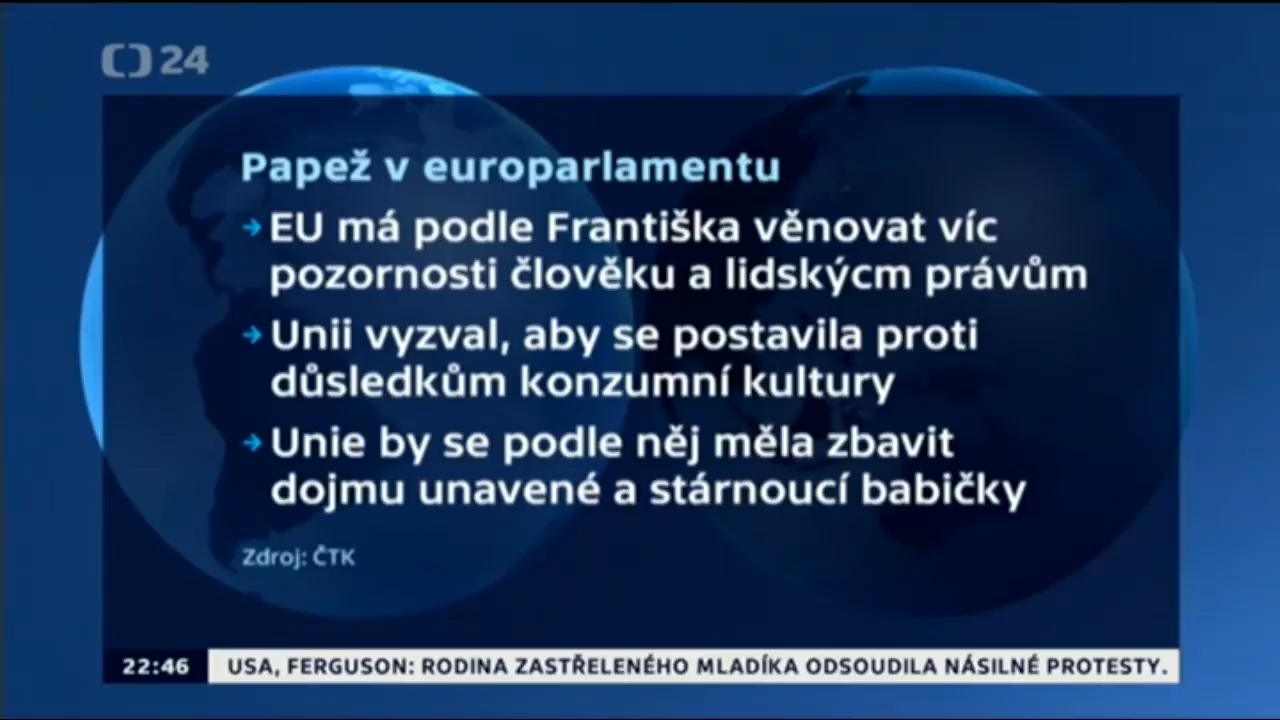 24
Papež v europarlamentu
→ EU má podle Františka věnovat víc
pozornosti člověku a lidskýcm právům
→ Unii vyzval, aby se postavila proti
důsledkům konzumní kultury
→ Unie by se podle něj měla zbavit
dojmu unavené a stárnoucí babičky
Zdroj: ČTK
22:46 USA, FERGUSON: RODINA ZASTŘELENÉHO MLADÍKA ODSOUDILA NÁSILNÉ PROTESTY.